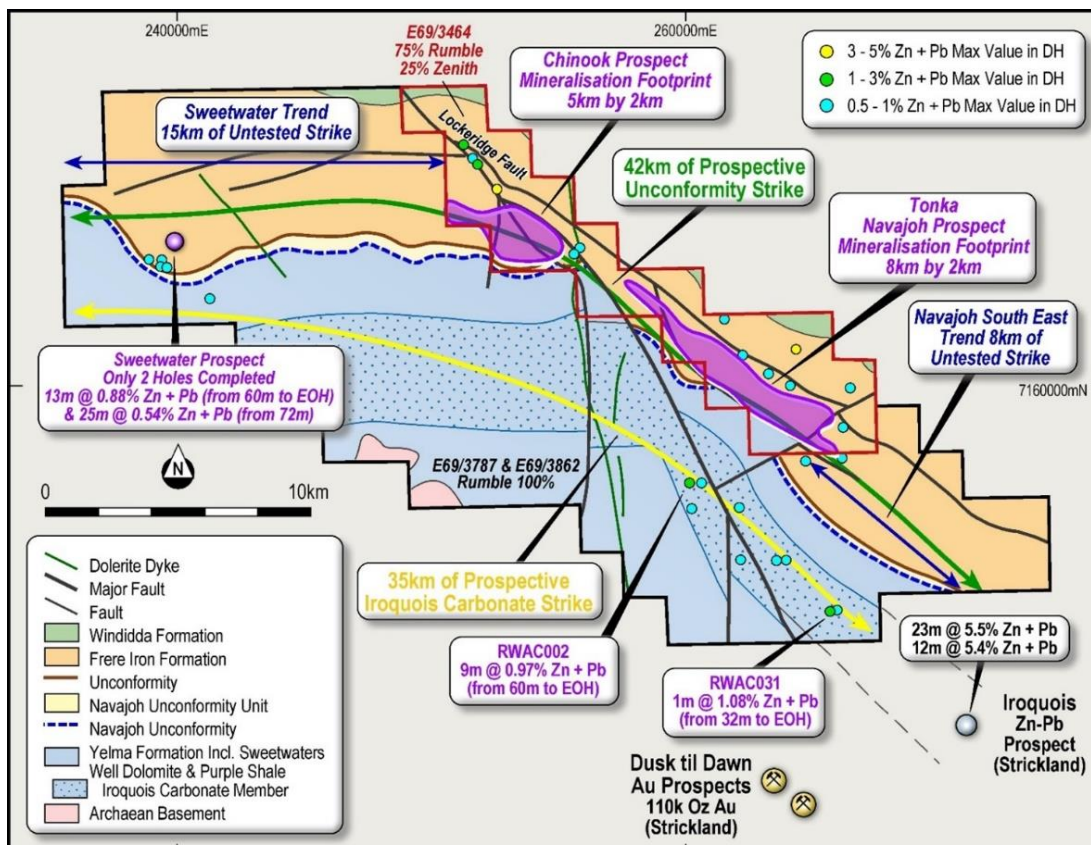 240000mE
260000mE
E69/3464
75% Rumble
25% Zenith
Chinook Prospect
Mineralisation Footprint
5km by 2km
3 - 5% Zn + Pb Max Value in DH
1 - 3% Zn + Pb Max Value in DH
0.5 - 1% Zn + Pb Max Value in DH
Sweetwater Trend
15km of Untested Strike
Lockeridge Fault
42km of Prospective
Unconformity Strike
Tonka
Navajoh Prospect
Mineralisation Footprint
8km by 2km
Navajoh South East
Trend 8km of
Untested Strike
7160000mN
Sweetwater Prospect
Only 2 Holes Completed
13m @ 0.88% Zn + Pb (from 60m to EOH)
& 25m @ 0.54% Zn + Pb (from 72m)
N
0
10km
E69/3787 & E69/3862
Rumble 100%
35km of Prospective
Iroquois Carbonate Strike
RWAC002
9m @ 0.97% Zn + Pb
(from 60m to EOH)
RWAC031
1m @ 1.08% Zn + Pb
(from 32m to EOH)
23m @ 5.5% Zn + Pb
12m @ 5.4% Zn + Pb
Iroquois
Zn-Pb
Prospect
(Strickland)
Dusk til Dawn
Au Prospects
110k Oz Au
(Strickland)
Dolerite Dyke
Major Fault
Fault
Windidda Formation
Frere Iron Formation
Unconformity
Navajoh Unconformity Unit
Navajoh Unconformity
Yelma Formation Incl. Sweetwaters
Well Dolomite & Purple Shale
Iroquois Carbonate Member
Archaean Basement